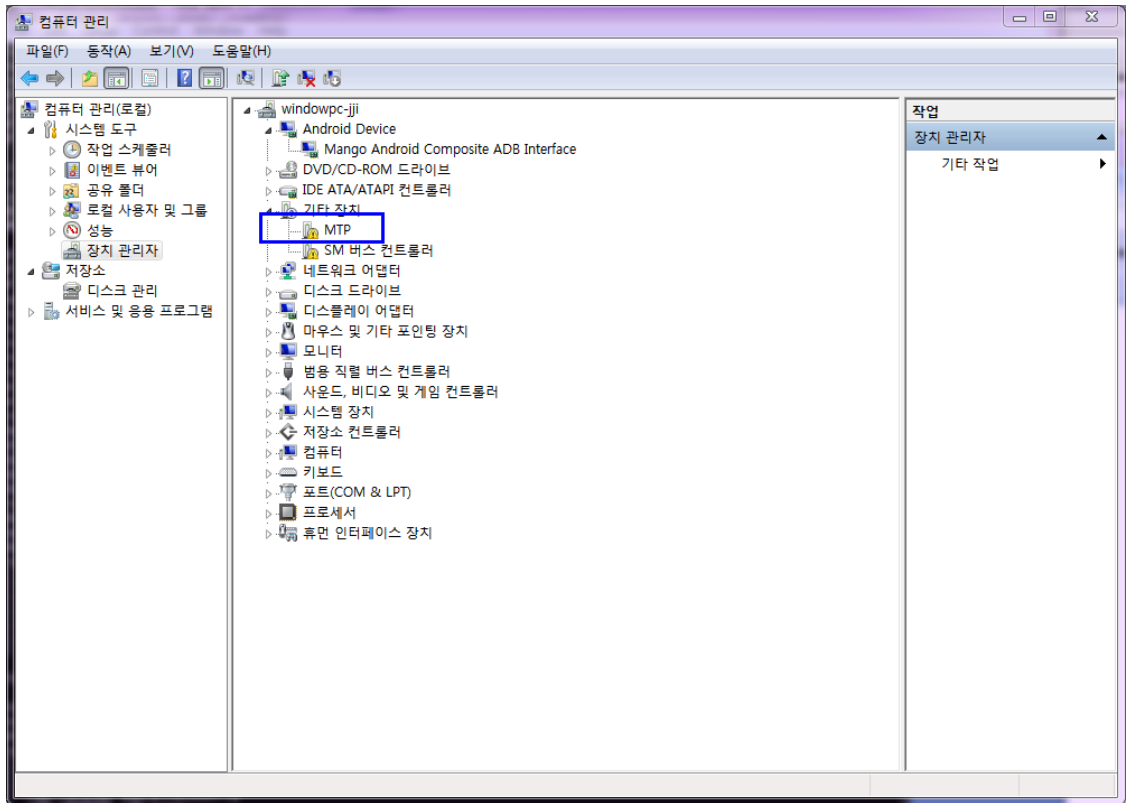 컴퓨터 관리
파일(F) 동작(A) 보기(V) 도움말(H)
컴퓨터 관리(로컬)
시스템 도구
작업 스케줄러
이벤트 뷰어
공유 폴더
로컬 사용자 및 그룹
성능
장치 관리자
저장소
디스크 관리
서비스 및 응용 프로그램
windowpc-jji
Android Device
Mango Android Composite ADB Interface
DVD/CD-ROM 드라이브
IDE ATA/ATAPI 컨트롤러
기타 장치
MTP
SM 버스 컨트롤러
네트워크 어댑터
디스크 드라이브
디스플레이 어댑터
마우스 및 기타 포인팅 장치
모니터
범용 직렬 버스 컨트롤러
사운드, 비디오 및 게임 컨트롤러
시스템 장치
저장소 컨트롤러
컴퓨터
키보드
포트(COM & LPT)
프로세서
휴먼 인터페이스 장치
작업
장치 관리자
기타 작업